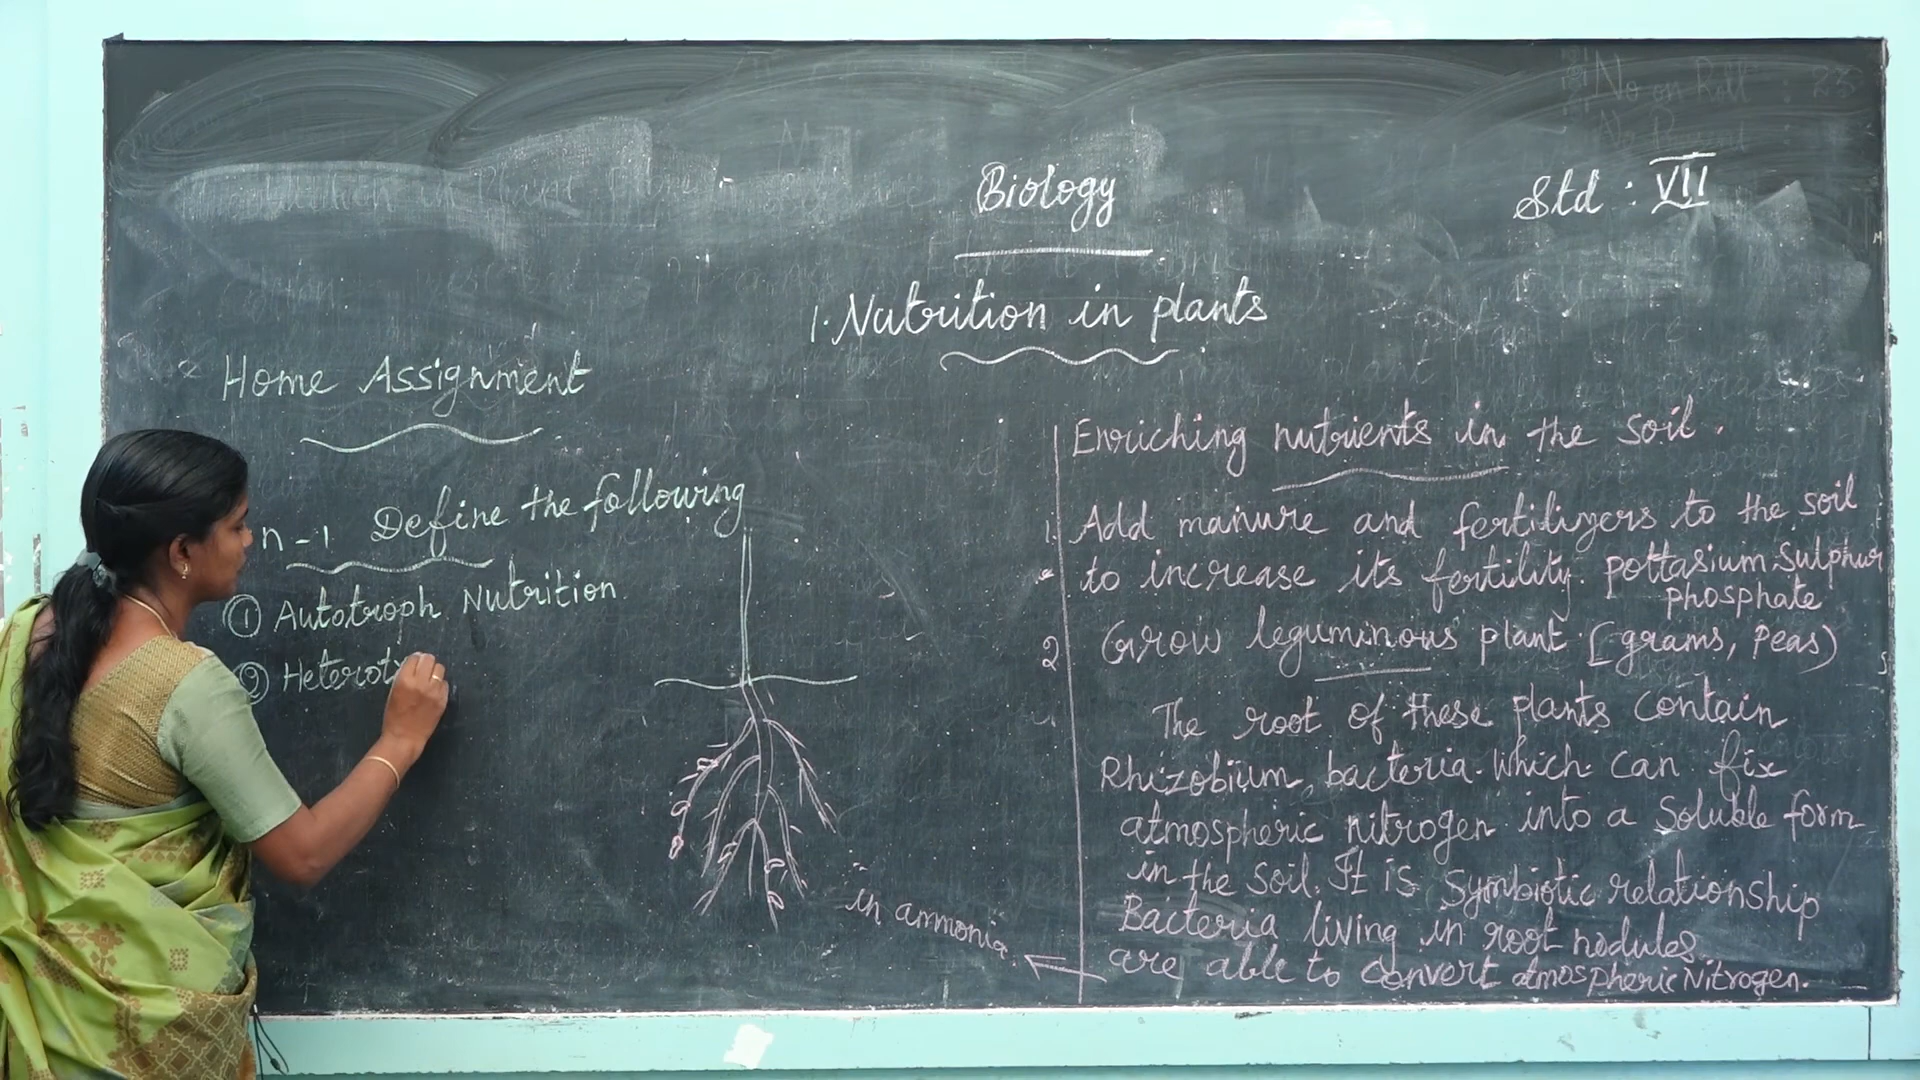 No on Roll : 23
Biology
Std : VII
1. Nutrition in plants
Home Assignment
n - 1 Define the following
① Autotroph Nutrition
② Heterot
Enriching nutrients in the soil.
1. Add manure and fertilizers to the soil
to increase its fertility. pottasium Sulphur
phosphate
2 Grow leguminous plant [grams, Peas)
The root of these plants contain
Rhizobium bacteria. Which can fix
atmospheric nitrogen into a soluble form
in the soil. It is Symbiotic relationship
Bacteria living in root nodules
are able to convert atmospheric Nitrogen.
in ammonia.